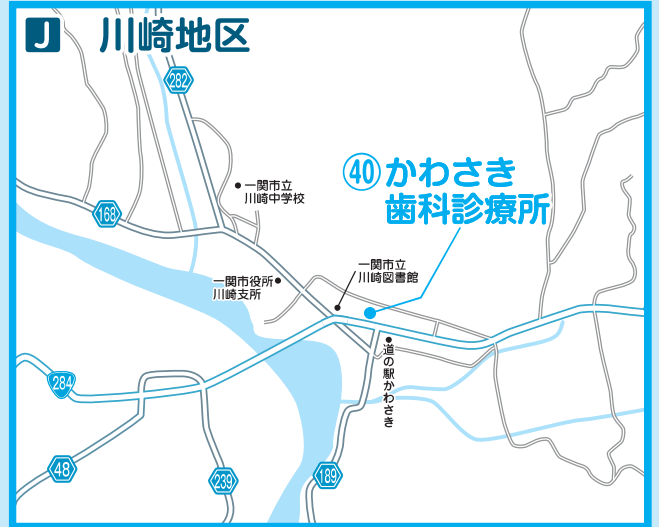 J 川崎地区
282
一関市立
川崎中学校
168
40 かわさき
歯科診療所
一関市立
川崎図書館
一関市役所
川崎支所
道の駅かわさき
284
48
239
189